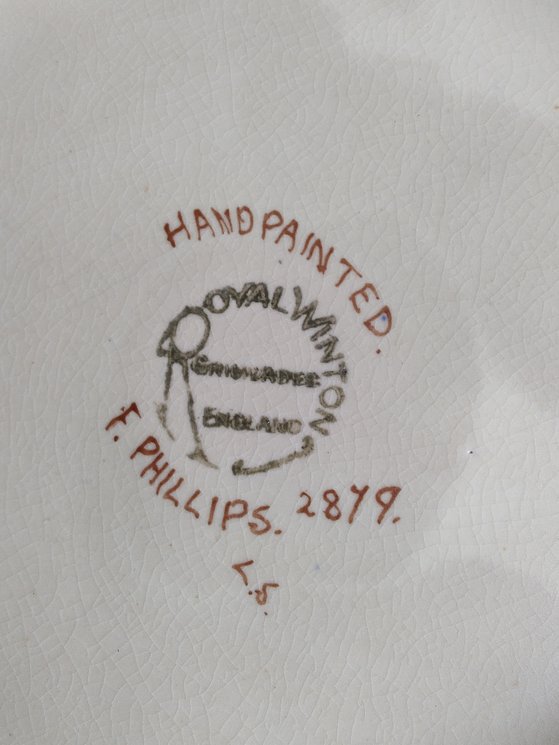 HANDPAINTED.
ROYAL WINTON
GRIMWADES
ENGLAND
F. PHILLIPS. 2879.
L.S